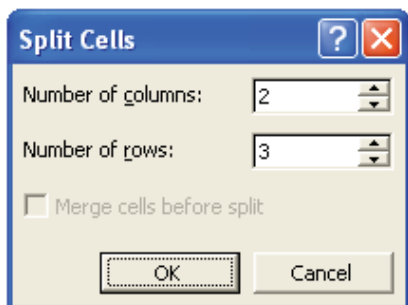 Split Cells
?
Number of columns: 2
Number of rows: 3
Merge cells before split
OK Cancel